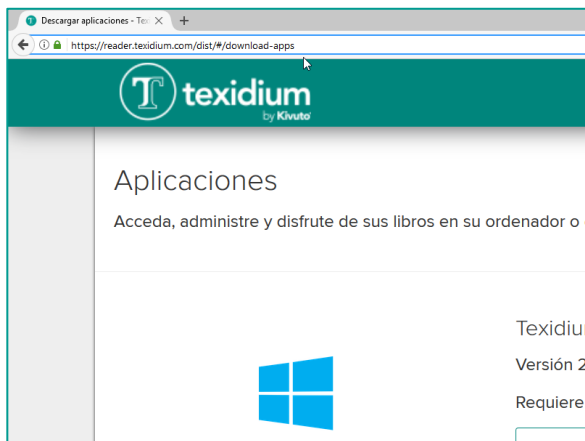 Descargar aplicaciones - Tex
https://reader.texidium.com/dist/#/download-apps
T texidium
by Kivuto
Aplicaciones
Acceda, administre y disfrute de sus libros en su ordenador o
Texidiu
Versión 2
Requiere